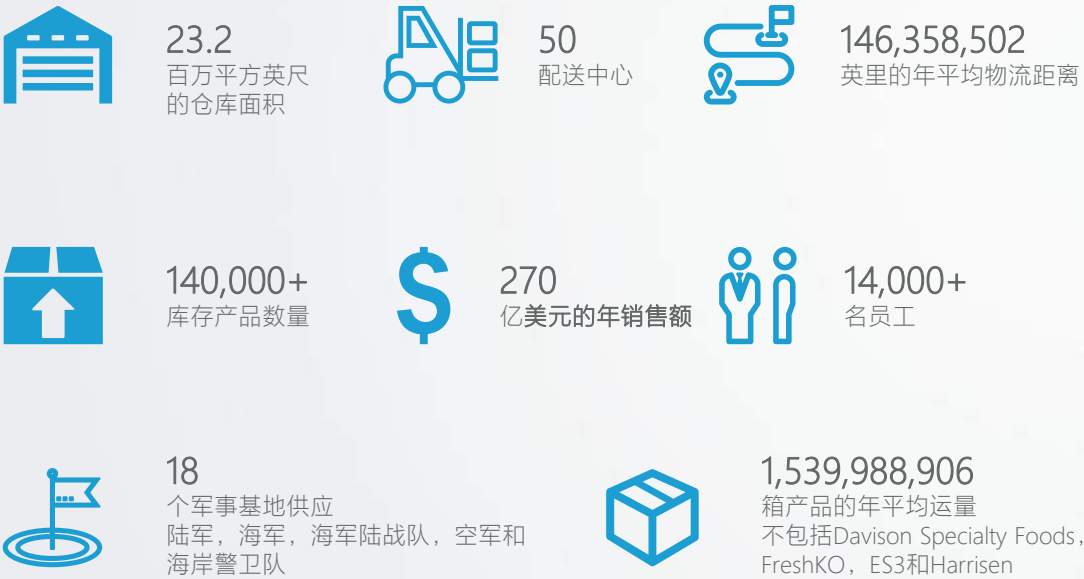 23.2
百万平方英尺
的仓库面积
50
配送中心
146,358,502
英里的年平均物流距离
140,000+
库存产品数量
270
亿美元的年销售额
14,000+
名员工
18
个军事基地供应
陆军，海军，海军陆战队，空军和
海岸警卫队
1,539,988,906
箱产品的年平均运量
不包括Davison Specialty Foods，
FreshKO，ES3和Harrisen